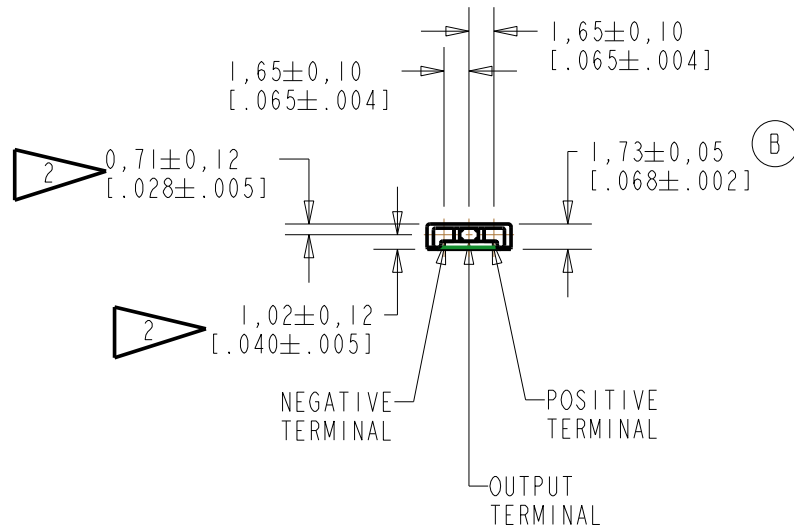 1,65±0,10
[.065±.004]
1,65±0,10
[.065±.004]
2
0,71±0,12
[.028±.005]
1,73±0,05
[.068±.002]
B
2
1,02±0,12
[.040±.005]
NEGATIVE
TERMINAL
POSITIVE
TERMINAL
OUTPUT
TERMINAL